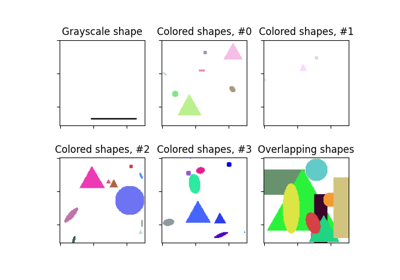 Grayscale shape
Colored shapes, #0
Colored shapes, #1
Colored shapes, #2
Colored shapes, #3
Overlapping shapes